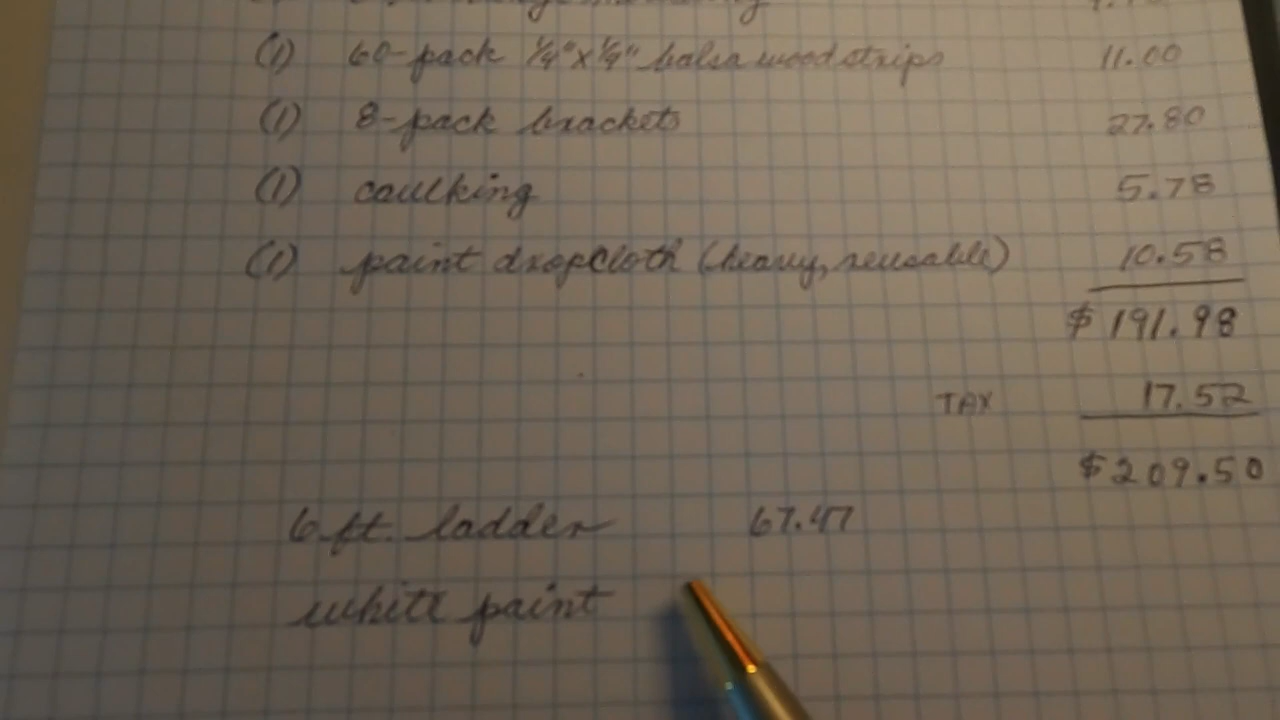 (1) 60-pack 1/4" x 1/4" balsa wood strips 11.00
(1) 8-pack brackets 27.80
(1) caulking 5.78
(1) paint dropcloth (heavy, reusable) 10.58
$ 191.98
TAX 17.52
$ 209.50
6 ft. ladder 67.47
white paint